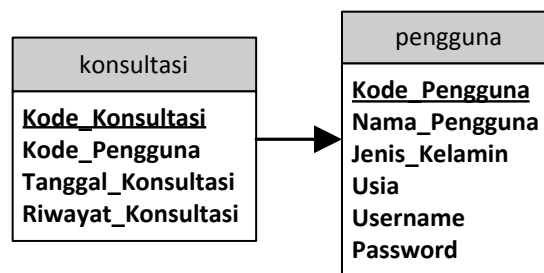 konsultasi
Kode_Konsultasi
Kode_Pengguna
Tanggal_Konsultasi
Riwayat_Konsultasi
pengguna
Kode_Pengguna
Nama_Pengguna
Jenis_Kelamin
Usia
Username
Password